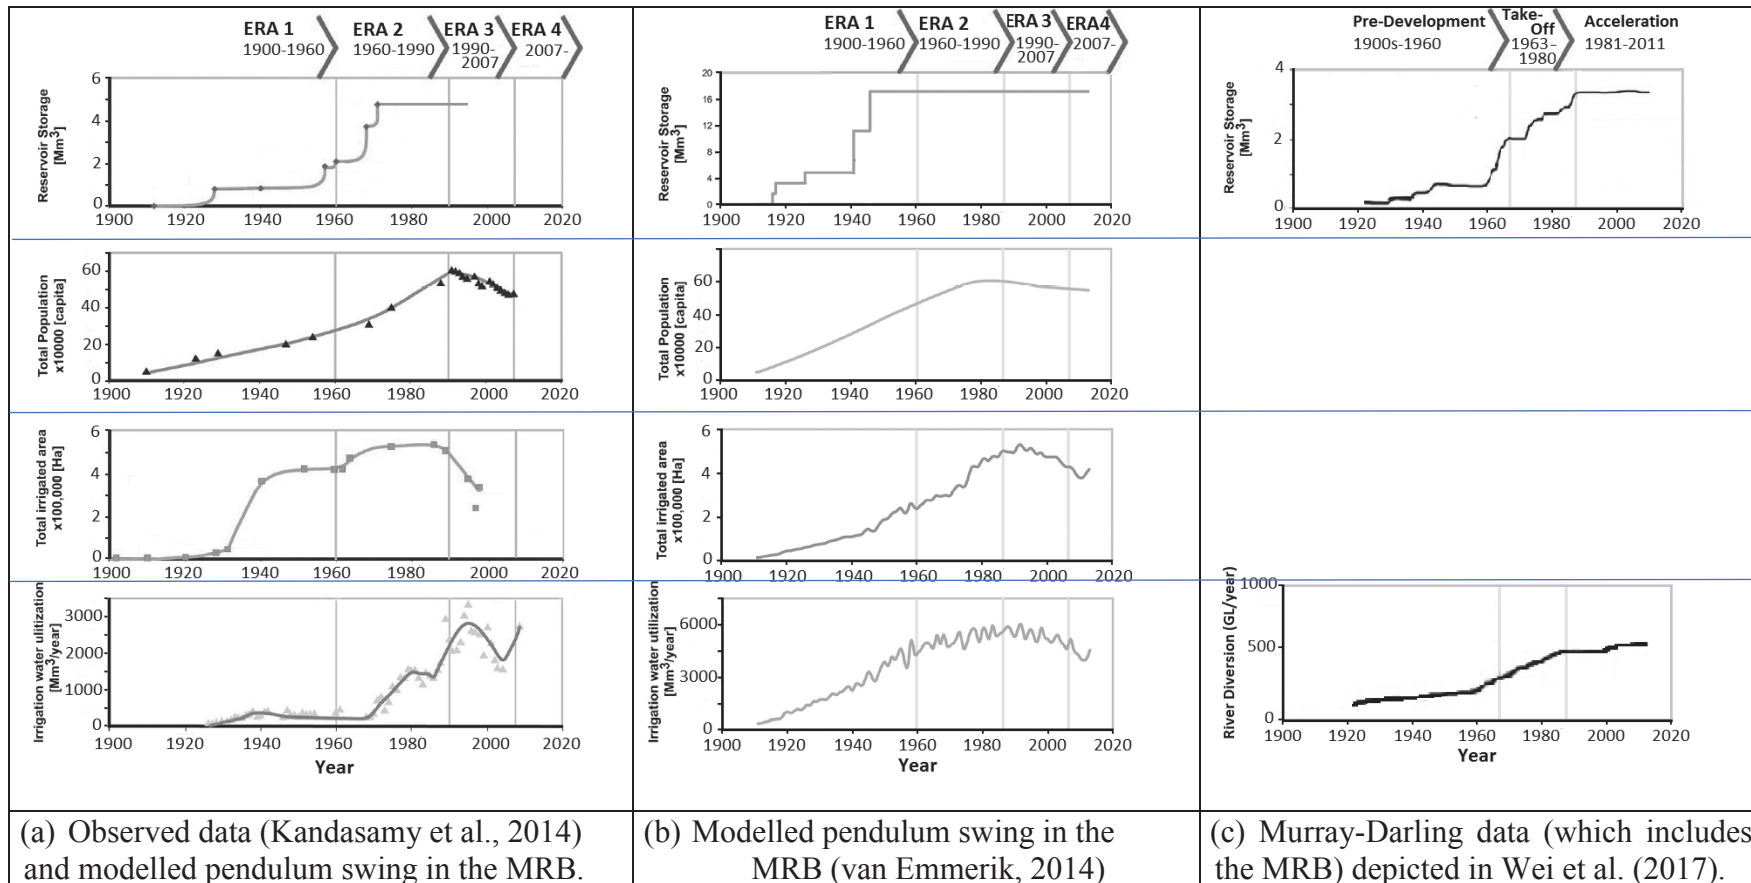 ERA 1
1900-1960
ERA 2
1960-1990
ERA 3
1990-
2007
ERA 4
2007-
Reservoir Storage
[Mm³]
6
4
2
0
1900 1920 1940 1960 1980 2000 2020
Total Population
x10000 [capita]
60
40
20
0
1900 1920 1940 1960 1980 2000 2020
Total irrigated area
x100,000 [Ha]
6
4
2
0
1900 1920 1940 1960 1980 2000 2020
Irrigation water ulitization
[Mm³/year]
3000
2000
1000
0
1900 1920 1940 1960 1980 2000 2020
Year
(a) Observed data (Kandasamy et al., 2014)
and modelled pendulum swing in the MRB.
ERA 1
1900-1960
ERA 2
1960-1990
ERA 3
1990-
2007
ERA4
2007-
Reservoir Storage
[Mm³]
20
16
12
8
4
0
1900 1920 1940 1960 1980 2000 2020
Total Population
x10000 [capita]
60
40
20
0
1900 1920 1940 1960 1980 2000 2020
Total irrigated area
x100,000 [Ha]
6
4
2
0
1900 1920 1940 1960 1980 2000 2020
Irrigation water utilization
[Mm³/year]
6000
3000
0
1900 1920 1940 1960 1980 2000 2020
Year
(b) Modelled pendulum swing in the
MRB (van Emmerik, 2014)
Pre-Development
1900s-1960
Take-
Off
1963–
1980
Acceleration
1981-2011
Reservoir Storage
[Mm³]
4
2
0
1900 1920 1940 1960 1980 2000 2020
River Diversion (GL/year)
1000
500
0
1900 1920 1940 1960 1980 2000 2020
Year
(c) Murray-Darling data (which includes
the MRB) depicted in Wei et al. (2017).